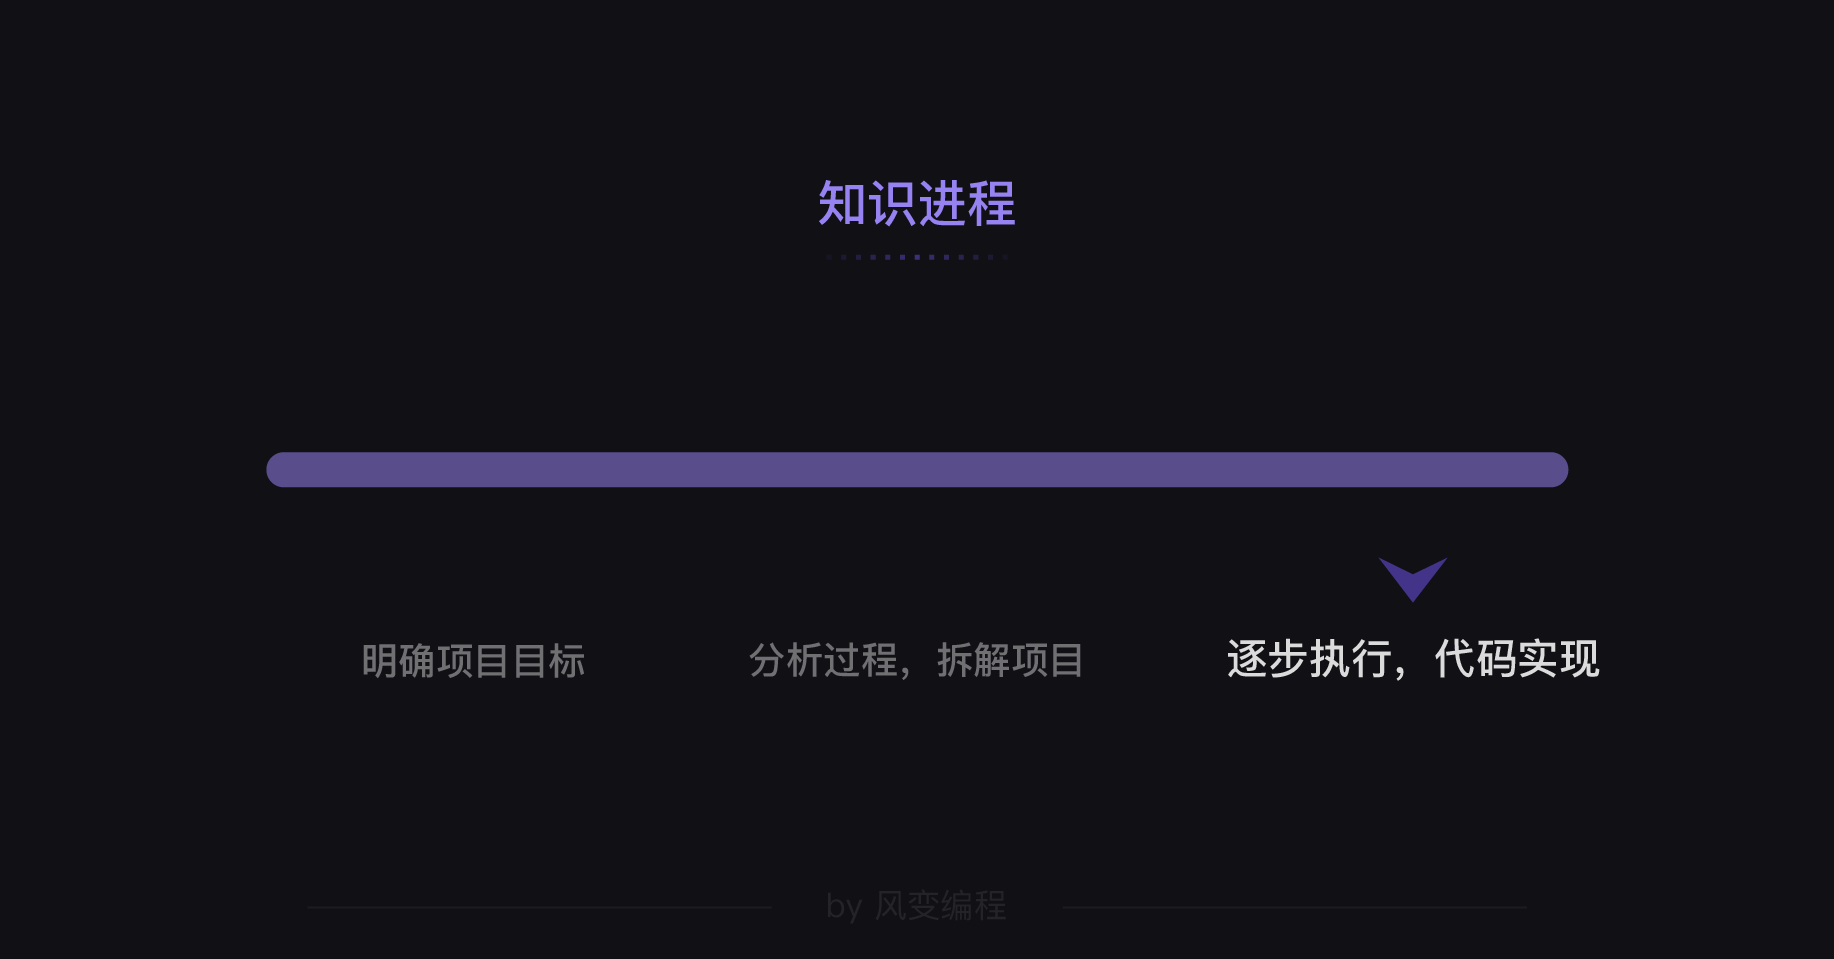 知识进程
明确项目目标
分析过程，拆解项目
逐步执行，代码实现
by 风变编程